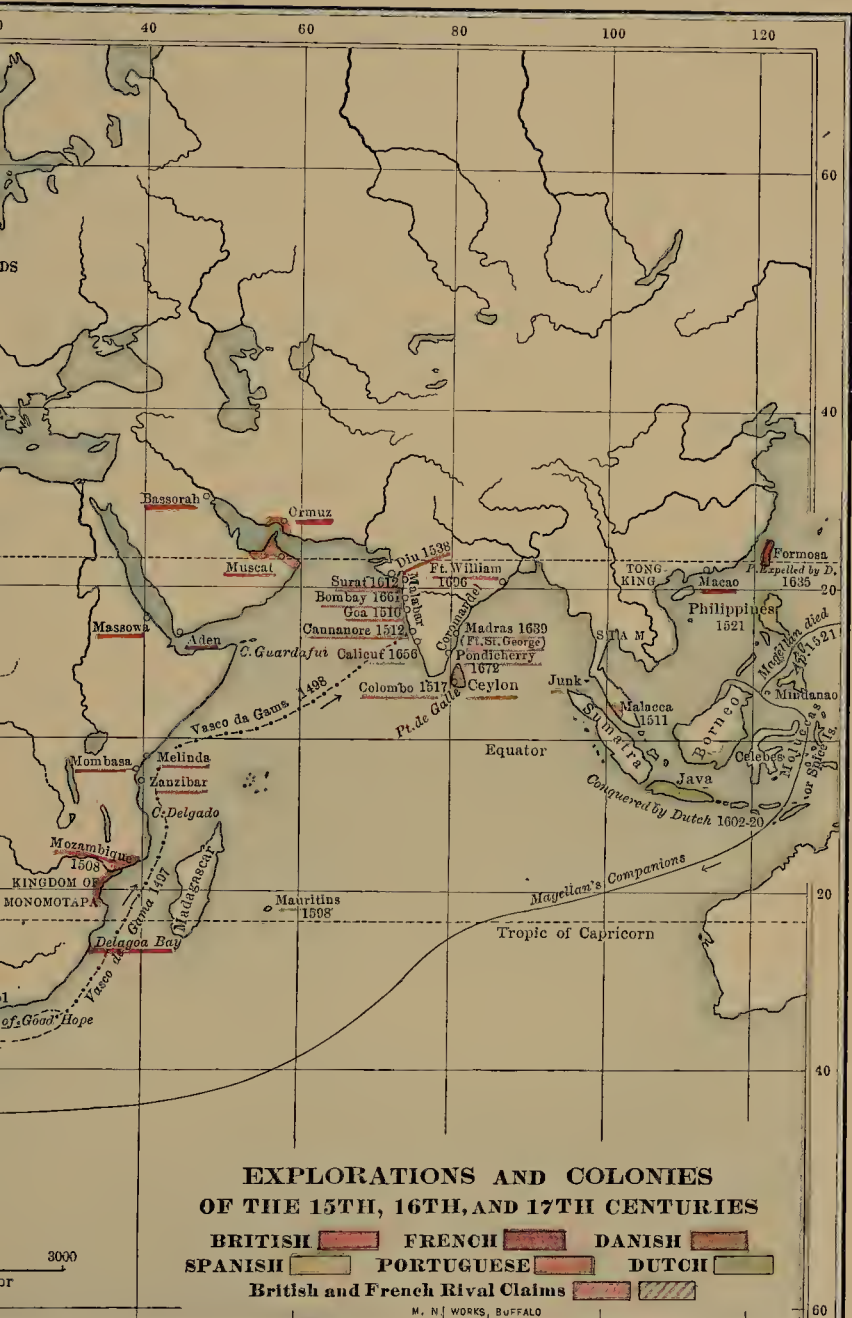 40 60 80 100 120
60
DS
40
Bassorah
Ormuz
Muscat
Diu 1538
Ft. William
1696
Surat 1612
Malabar
Bombay 1661
Goa 1510
Cannanore 1512
Coromandel
Calicut 1656
Madras 1639
(Ft. St. George)
Pondicherry
1672
Colombo 1517
Ceylon
Pt. de Galle
Formosa
P. Expelled by D.
1635
TONG
KING
Macao
20
Philippines
1521
Magellan died
1521
SIAM
Massowa
Aden
C. Guardafui
Vasco da Gama 1498
Junk
Malacca
1511
Mindanao
Sumatra
Borneo
Celebes
Moluccas
or Spice Is.
Equator
Java
Conquered by Dutch 1602-20
Mombasa
Melinda
Zanzibar
C. Delgado
Mozambique
1508
KINGDOM OF
MONOMOTAPA
Madagascar
Mauritius
1598
Magellan's Companions
20
Tropic of Capricorn
Delagoa Bay
Vasco de Gama 1497
of Good Hope
40
EXPLORATIONS AND COLONIES
OF THE 15TH, 16TH, AND 17TH CENTURIES
BRITISH FRENCH DANISH
SPANISH PORTUGUESE DUTCH
British and French Rival Claims
3000
or
M. N. WORKS, BUFFALO
60